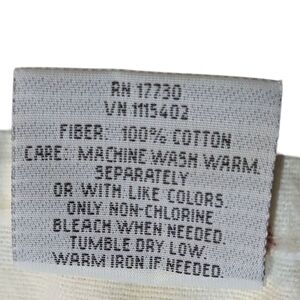 RN 17730
VN 1115402
FIBER: 100% COTTON
CARE: MACHINE WASH WARM.
SEPARATELY
OR WITH LIKE COLORS.
ONLY NON-CHLORINE
BLEACH WHEN NEEDED.
TUMBLE DRY LOW.
WARM IRON IF NEEDED.